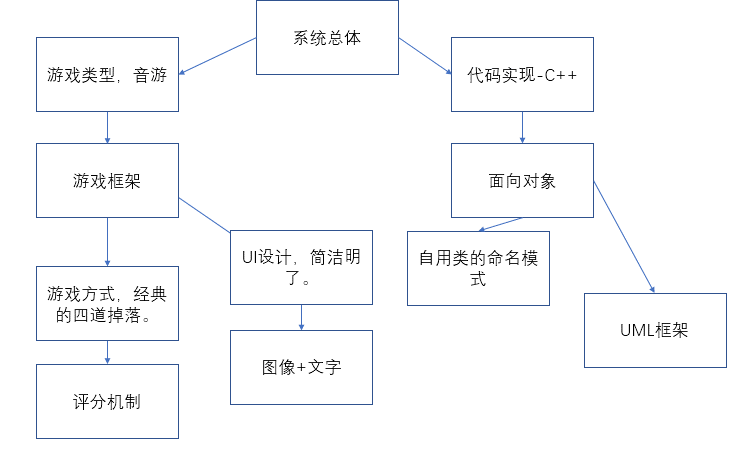 系统总体
游戏类型，音游
代码实现-C++
游戏框架
面向对象
UI设计，简洁明
了。
自用类的命名模
式
游戏方式，经典
的四道掉落。
UML框架
图像+文字
评分机制